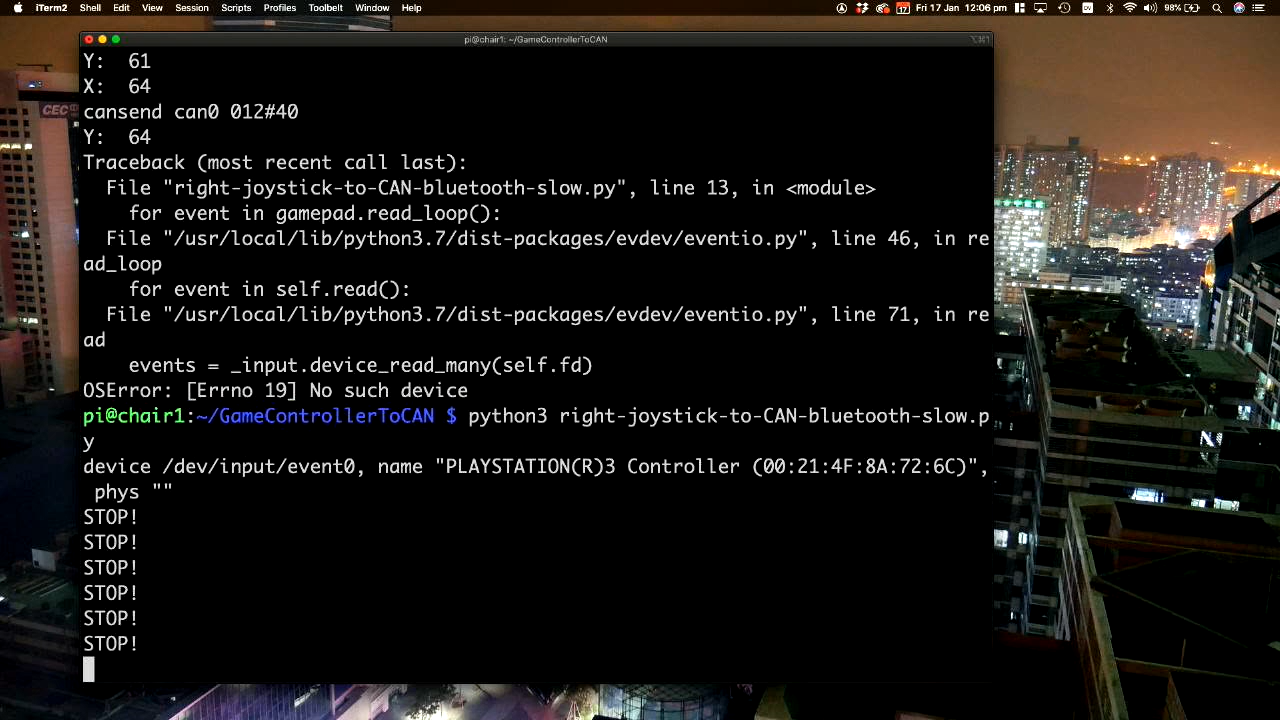 iTerm2 Shell Edit View Session Scripts Profiles Toolbelt Window Help 17 Fri 17 Jan 12:06 pm 98%
pi@chair1: ~/GameControllerToCAN ⌥⌘1
Y:  61
X:  64
cansend can0 012#40
Y:  64
Traceback (most recent call last):
  File "right-joystick-to-CAN-bluetooth-slow.py", line 13, in <module>
    for event in gamepad.read_loop():
  File "/usr/local/lib/python3.7/dist-packages/evdev/eventio.py", line 46, in re
ad_loop
    for event in self.read():
  File "/usr/local/lib/python3.7/dist-packages/evdev/eventio.py", line 71, in re
ad
    events = _input.device_read_many(self.fd)
OSError: [Errno 19] No such device
pi@chair1:~/GameControllerToCAN $ python3 right-joystick-to-CAN-bluetooth-slow.p
y
device /dev/input/event0, name "PLAYSTATION(R)3 Controller (00:21:4F:8A:72:6C)",
 phys ""
STOP!
STOP!
STOP!
STOP!
STOP!
STOP!
CEC